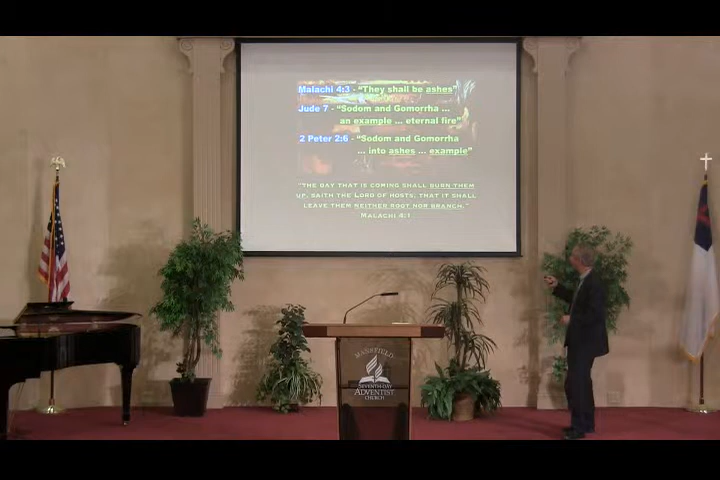 Malachi 4:3 - “They shall be ashes”
Jude 7 - “Sodom and Gomorrha ...
an example ... eternal fire”
2 Peter 2:6 - “Sodom and Gomorrha
... into ashes ... example”
“THE DAY THAT IS COMING SHALL BURN THEM
UP, SAITH THE LORD OF HOSTS, THAT IT SHALL
LEAVE THEM NEITHER ROOT NOR BRANCH.”
MALACHI 4:1
MANSFIELD
SEVENTH-DAY
ADVENTIST
CHURCH